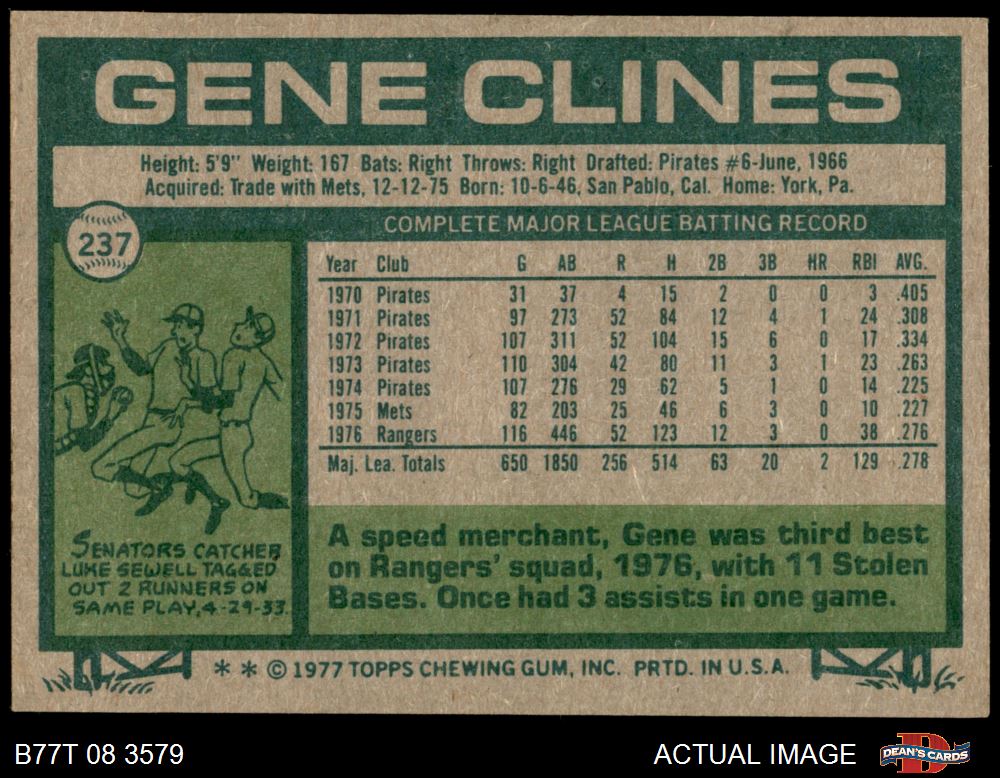 GENE CLINES
Height: 5'9" Weight: 167 Bats: Right Throws: Right Drafted: Pirates #6-June, 1966
Acquired: Trade with Mets, 12-12-75 Born: 10-6-46, San Pablo, Cal. Home: York, Pa.
237
COMPLETE MAJOR LEAGUE BATTING RECORD
Year Club G AB R H 2B 3B HR RBI AVG.
1970 Pirates 31 37 4 15 2 0 0 3 .405
1971 Pirates 97 273 52 84 12 4 1 24 .308
1972 Pirates 107 311 52 104 15 6 0 17 .334
1973 Pirates 110 304 42 80 11 3 1 23 .263
1974 Pirates 107 276 29 62 5 1 0 14 .225
1975 Mets 82 203 25 46 6 3 0 10 .227
1976 Rangers 116 446 52 123 12 3 0 38 .276
Maj. Lea. Totals 650 1850 256 514 63 20 2 129 .278
SENATORS CATCHER
LUKE SEWELL TAGGED
OUT 2 RUNNERS ON
SAME PLAY, 4-29-33.
A speed merchant, Gene was third best
on Rangers' squad, 1976, with 11 Stolen
Bases. Once had 3 assists in one game.
* * © 1977 TOPPS CHEWING GUM, INC. PRTD. IN U.S.A.
B77T 08 3579
ACTUAL IMAGE
D
DEAN'S CARDS